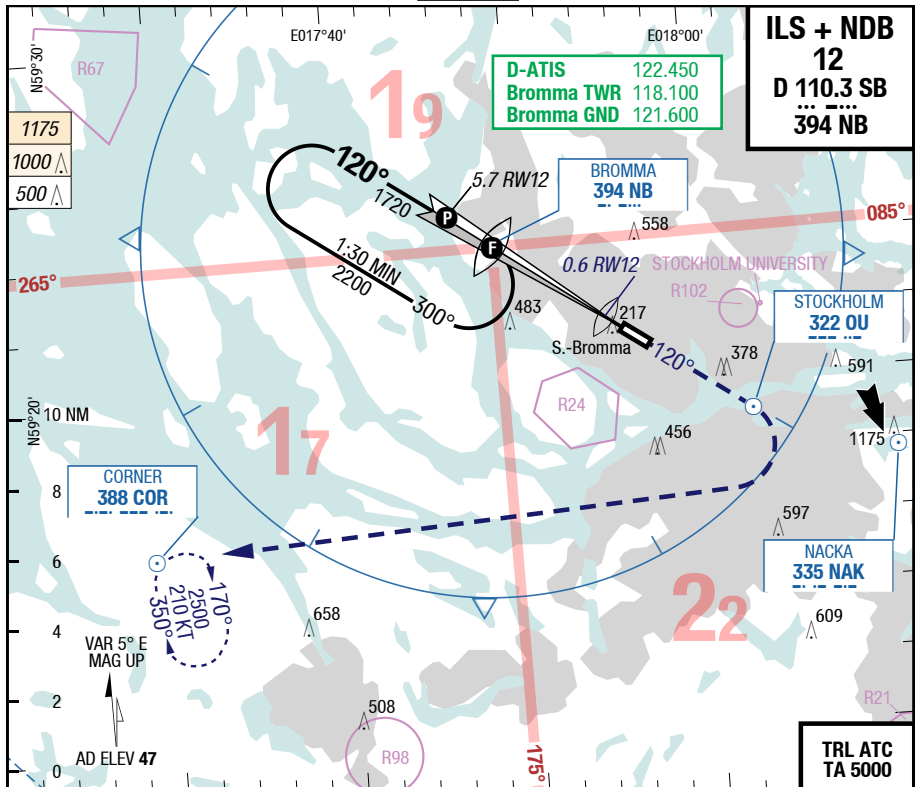 E017°40'
E018°00'
N59°30'
R67
ILS + NDB
12
D 110.3 SB
394 NB
D-ATIS 122.450
Bromma TWR 118.100
Bromma GND 121.600
19
1175
1000
500
120°
1720
5.7 RW12
P
F
BROMMA
394 NB
558
085°
265°
1:30 MIN
2200
300°
0.6 RW12
STOCKHOLM UNIVERSITY
R102
483
217
S.-Bromma
120°
STOCKHOLM
322 OU
378
591
R24
N59°20'
10 NM
17
456
1175
8
CORNER
388 COR
597
6
NACKA
335 NAK
170°
2500
210 KT
350°
22
658
609
4
VAR 5° E
MAG UP
2
508
R21
AD ELEV 47
R98
175°
0
TRL ATC
TA 5000